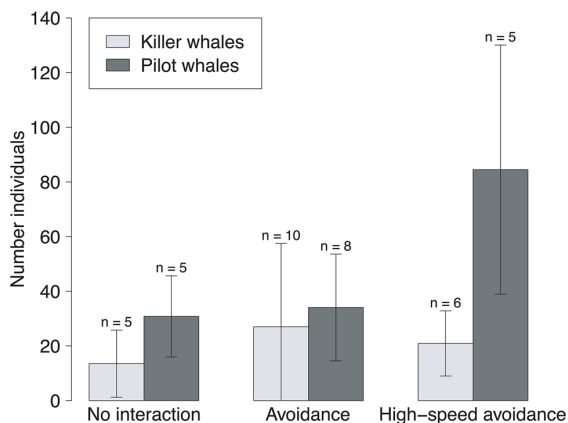 140
120
100
80
60
40
20
0
Number individuals
Killer whales
Pilot whales
n = 5
n = 5
n = 10
n = 8
n = 6
n = 5
No interaction
Avoidance
High−speed avoidance